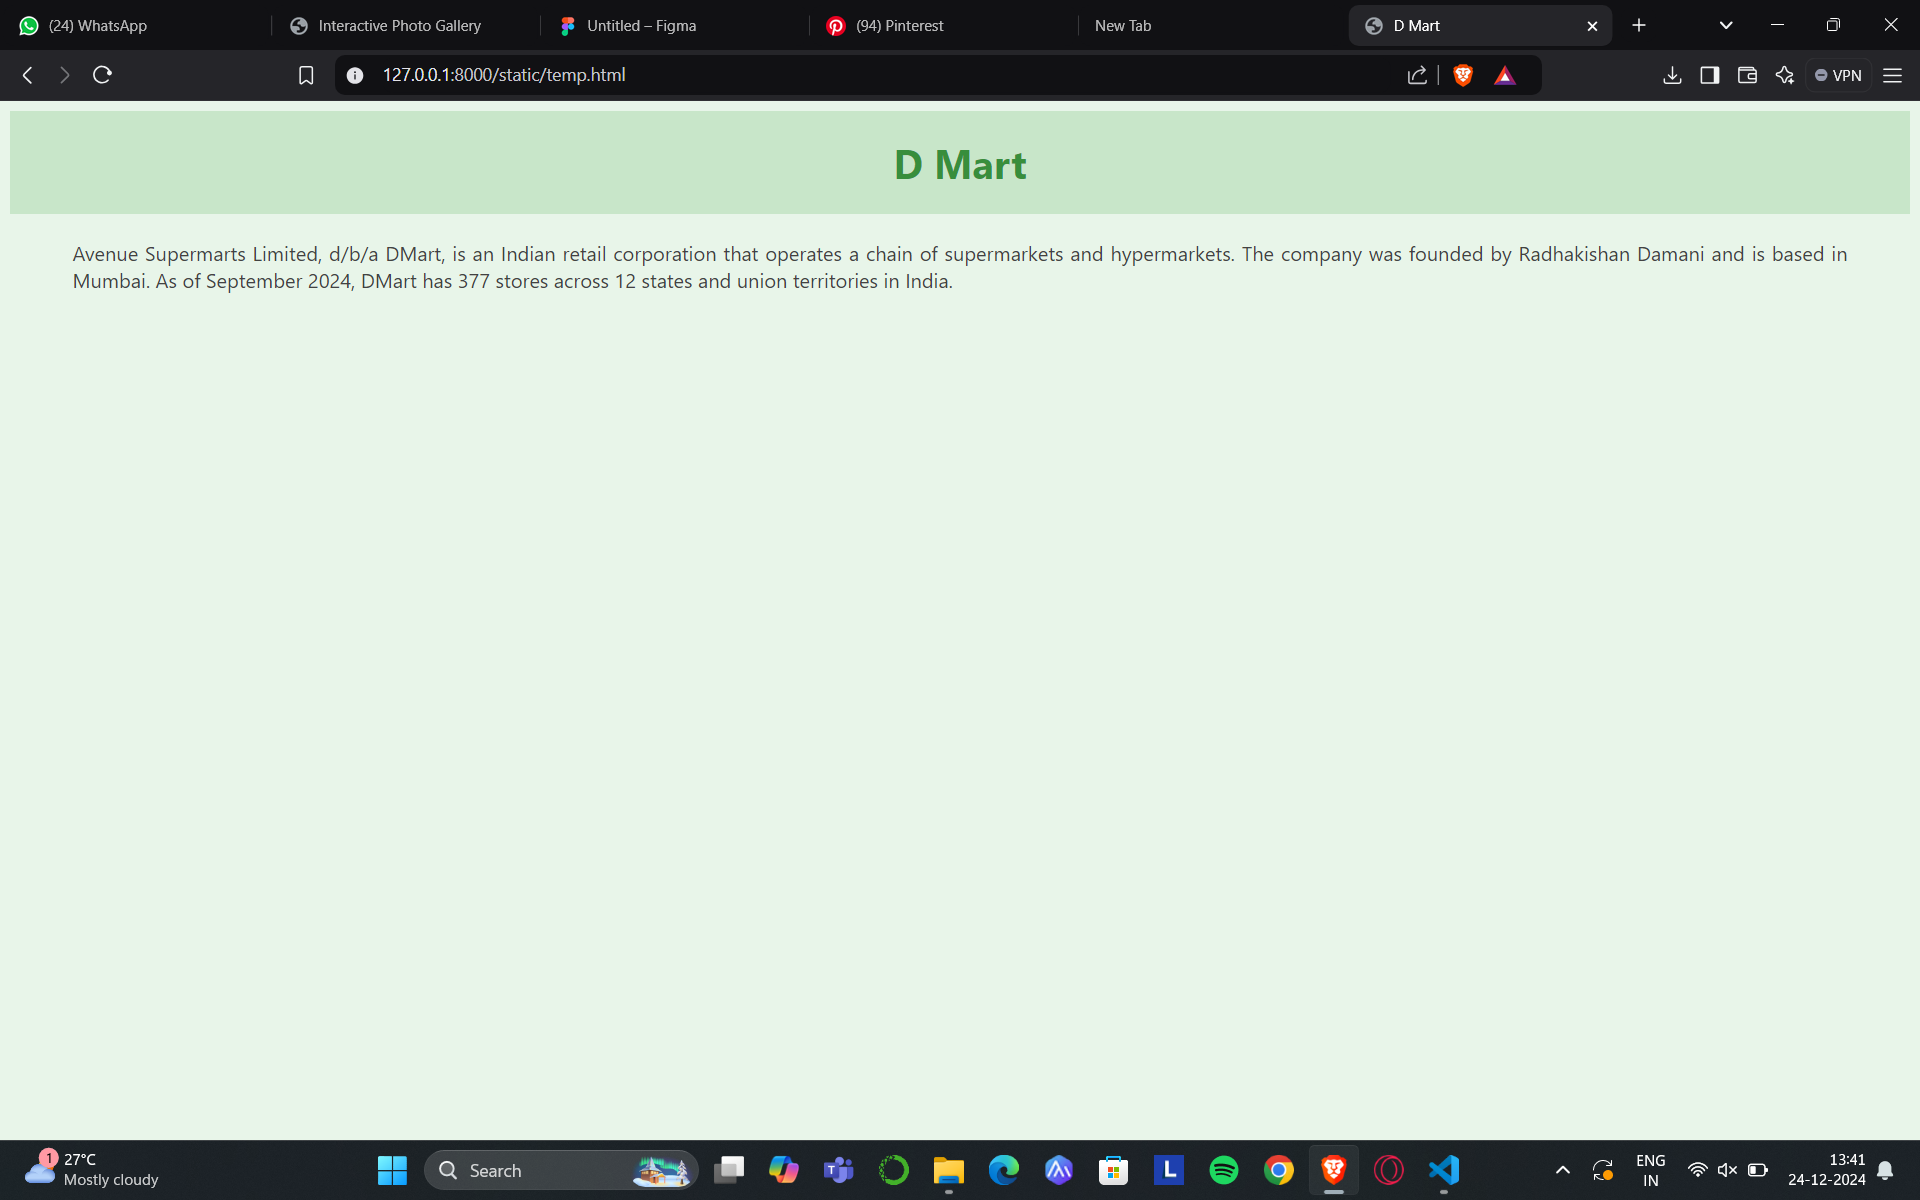 (24) WhatsApp
Interactive Photo Gallery
Untitled – Figma
(94) Pinterest
New Tab
D Mart
127.0.0.1:8000/static/temp.html
VPN
D Mart
Avenue Supermarts Limited, d/b/a DMart, is an Indian retail corporation that operates a chain of supermarkets and hypermarkets. The company was founded by Radhakishan Damani and is based in
Mumbai. As of September 2024, DMart has 377 stores across 12 states and union territories in India.
1
27°C
Mostly cloudy
Search
T
L
ENG
IN
13:41
24-12-2024